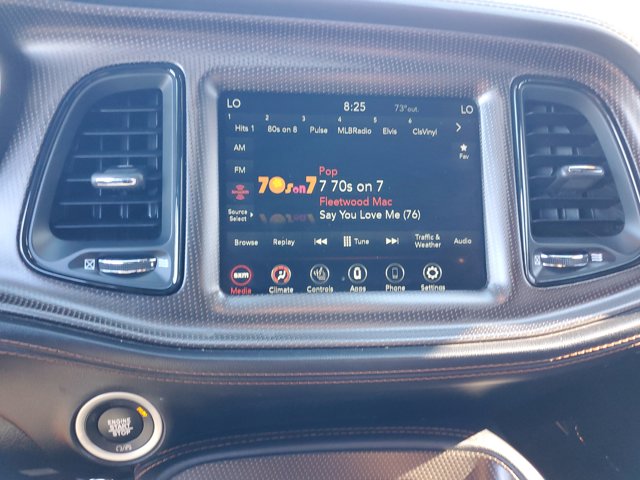 LO 8:25 73°out. LO
1 2 3 4 5 6
Hits 1 80s on 8 Pulse MLBRadio Elvis ClsVinyl
AM
Fav
FM
Pop
70s on 7 7 70s on 7
Fleetwood Mac
Source Select
Say You Love Me (76)
Browse Replay Tune Traffic & Weather Audio
SXM
Media Climate Controls Apps Phone Settings
ENGINE
START
STOP